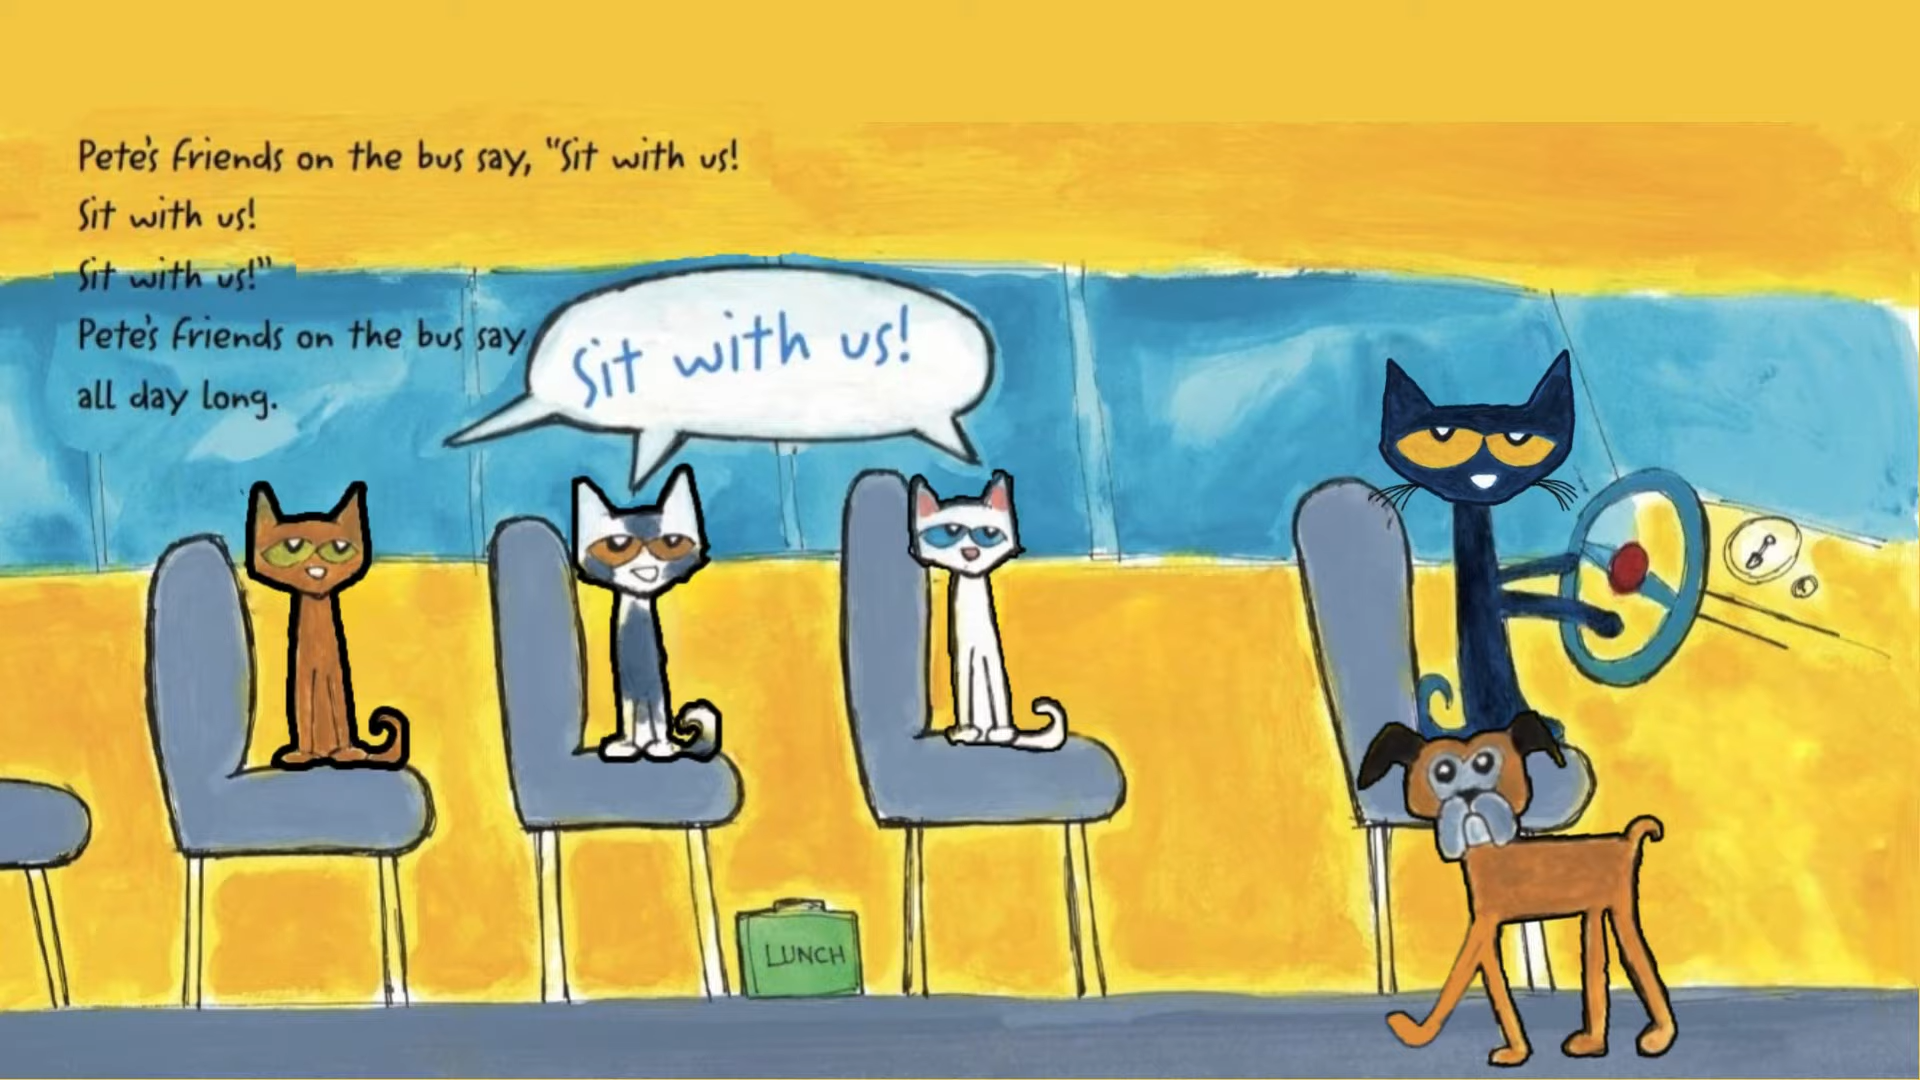 Pete's friends on the bus say, "Sit with us!
Sit with us!
Sit with us!"
Pete's friends on the bus say
all day long.
Sit with us!
LUNCH